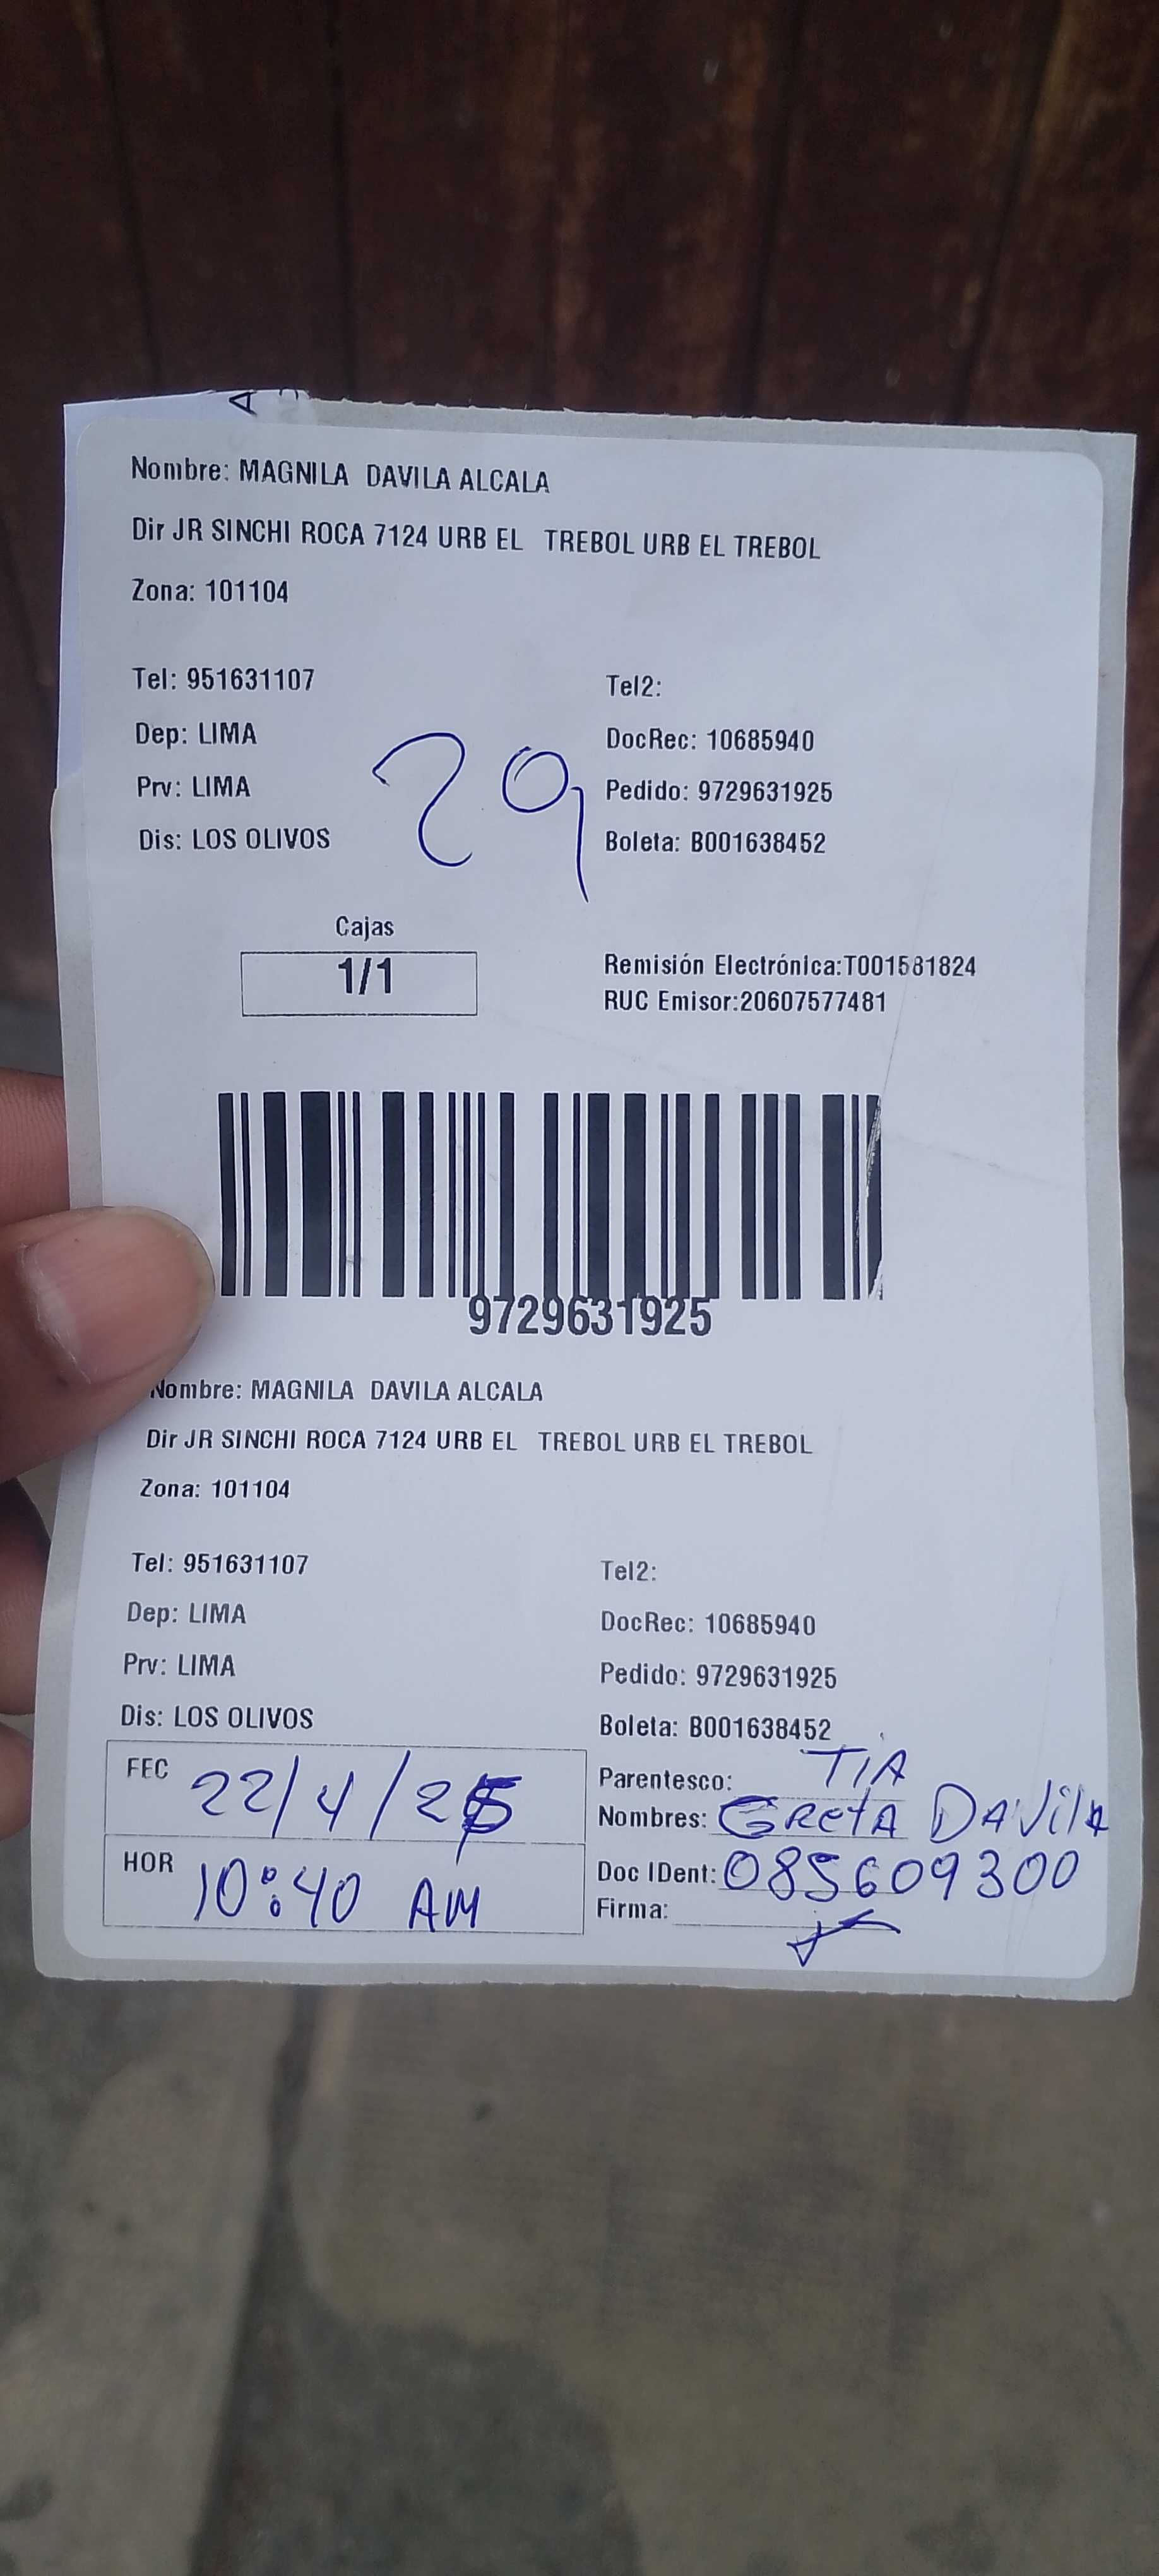 Nombre: MAGNILA DAVILA ALCALA
Dir JR SINCHI ROCA 7124 URB EL TREBOL URB EL TREBOL
Zona: 101104
Tel: 951631107 Tel2:
Dep: LIMA DocRec: 10685940
Prv: LIMA Pedido: 9729631925
Dis: LOS OLIVOS Boleta: B001638452
29
Cajas
1/1
Remisión Electrónica:T001581824
RUC Emisor:20607577481
9729631925
Nombre: MAGNILA DAVILA ALCALA
Dir JR SINCHI ROCA 7124 URB EL TREBOL URB EL TREBOL
Zona: 101104
Tel: 951631107 Tel2:
Dep: LIMA DocRec: 10685940
Prv: LIMA Pedido: 9729631925
Dis: LOS OLIVOS Boleta: B001638452
FEC 22/4/25 Parentesco: TIA
Nombres: GRETA DAVILA
HOR 10:40 AM Doc IDent: 085609300
Firma: